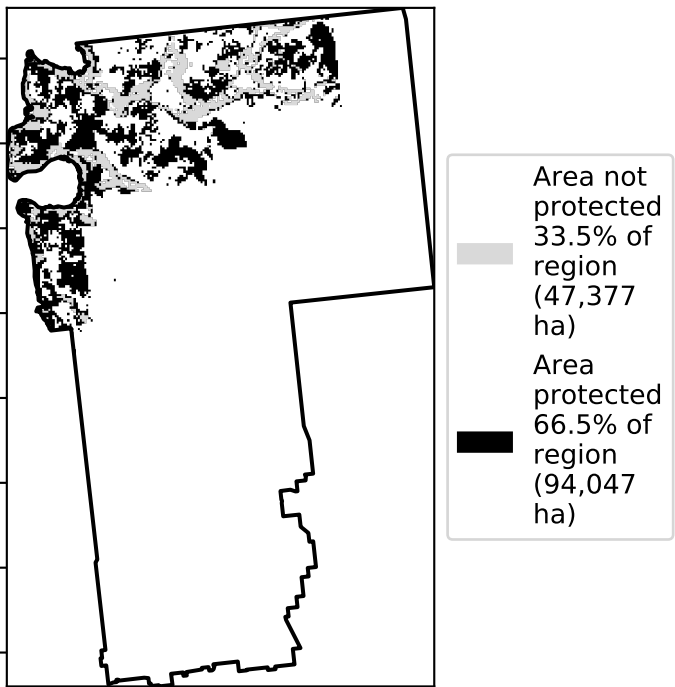 Area not
protected
33.5% of
region
(47,377
ha)
Area
protected
66.5% of
region
(94,047
ha)